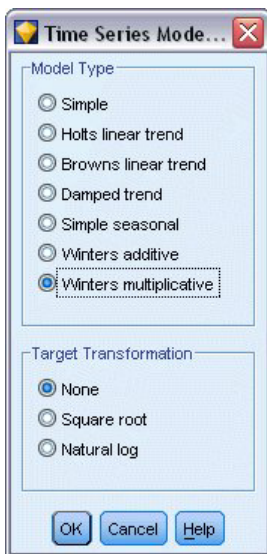 Time Series Mode...
Model Type
Simple
Holts linear trend
Browns linear trend
Damped trend
Simple seasonal
Winters additive
Winters multiplicative
Target Transformation
None
Square root
Natural log
OK Cancel Help